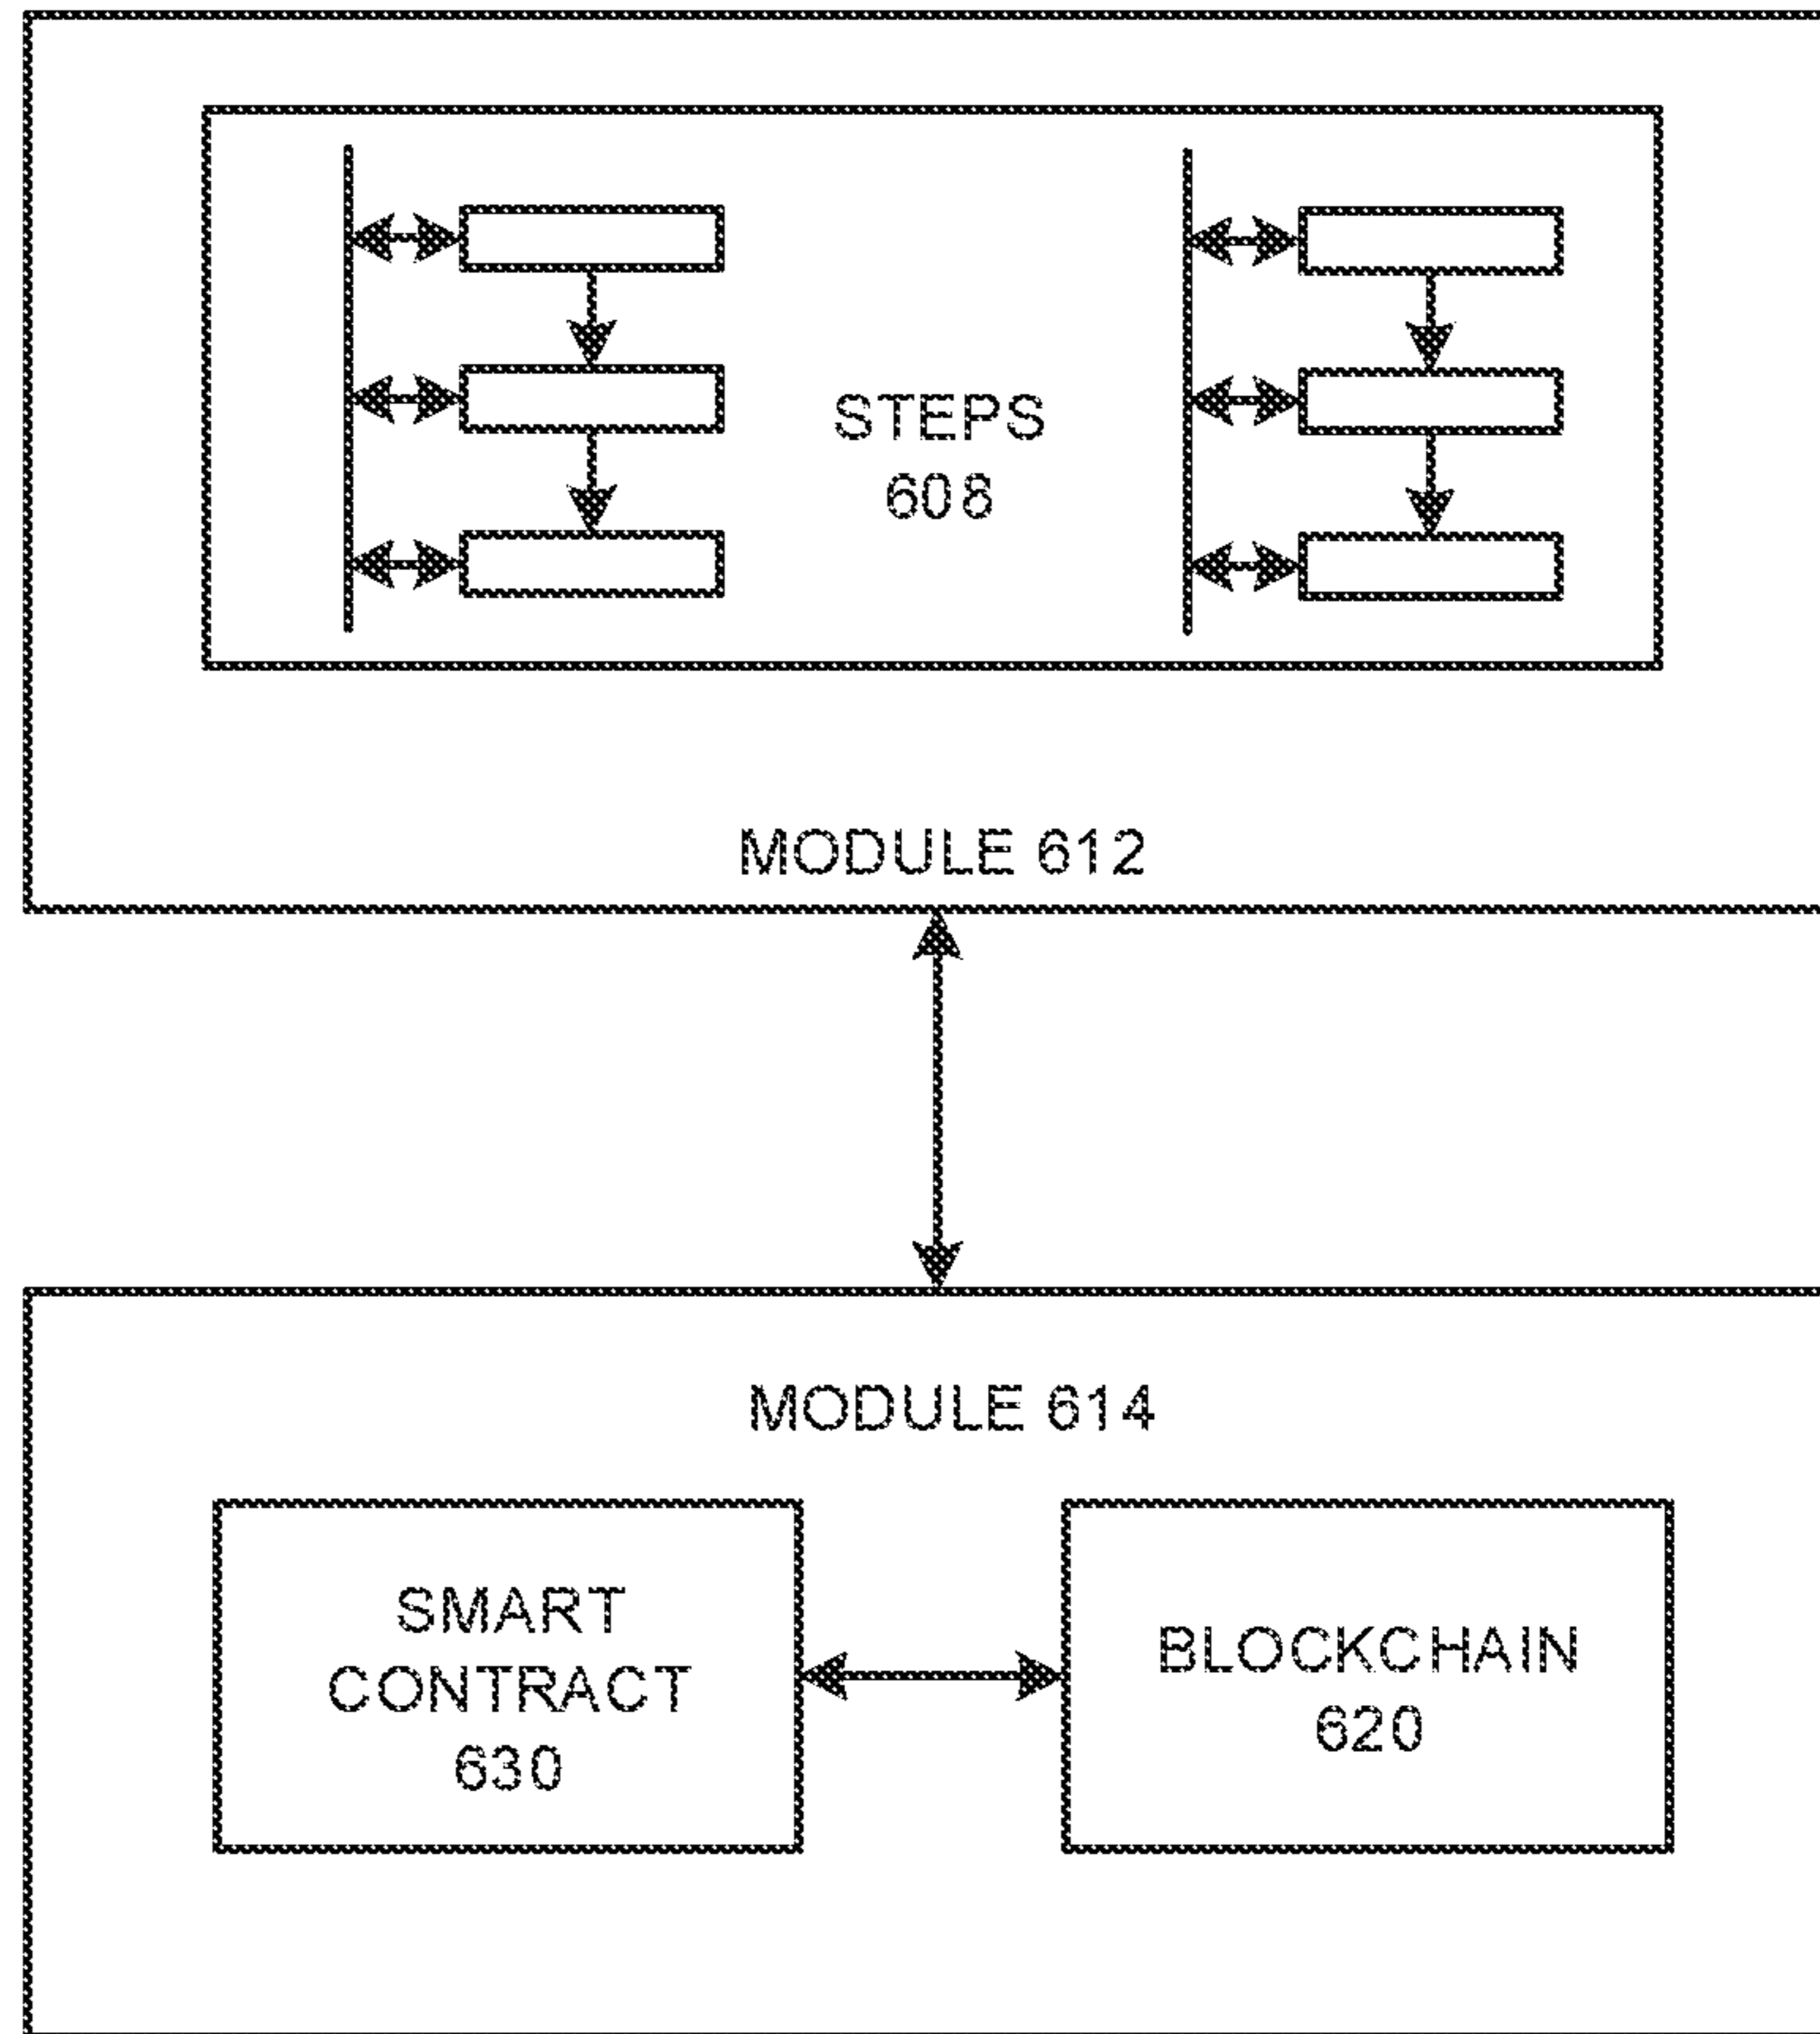 STEPS
608
MODULE 612
MODULE 614
SMART
CONTRACT
630
BLOCKCHAIN
620